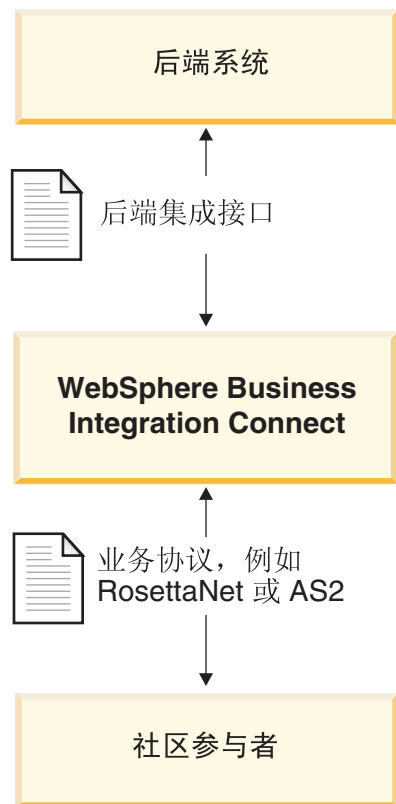 后端系统
后端集成接口
WebSphere Business
Integration Connect
业务协议，例如
RosettaNet 或 AS2
社区参与者